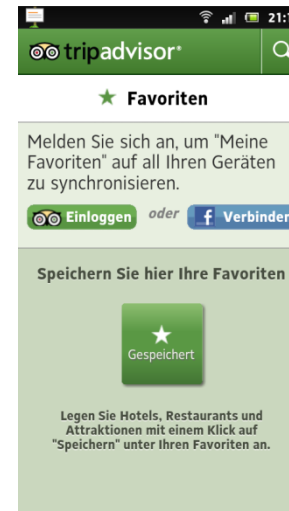 21:
tripadvisor
Favoriten
Melden Sie sich an, um "Meine
Favoriten" auf all Ihren Geräten
zu synchronisieren.
Einloggen oder f Verbinden
Speichern Sie hier Ihre Favoriten
Gespeichert
Legen Sie Hotels, Restaurants und
Attraktionen mit einem Klick auf
"Speichern" unter Ihren Favoriten an.